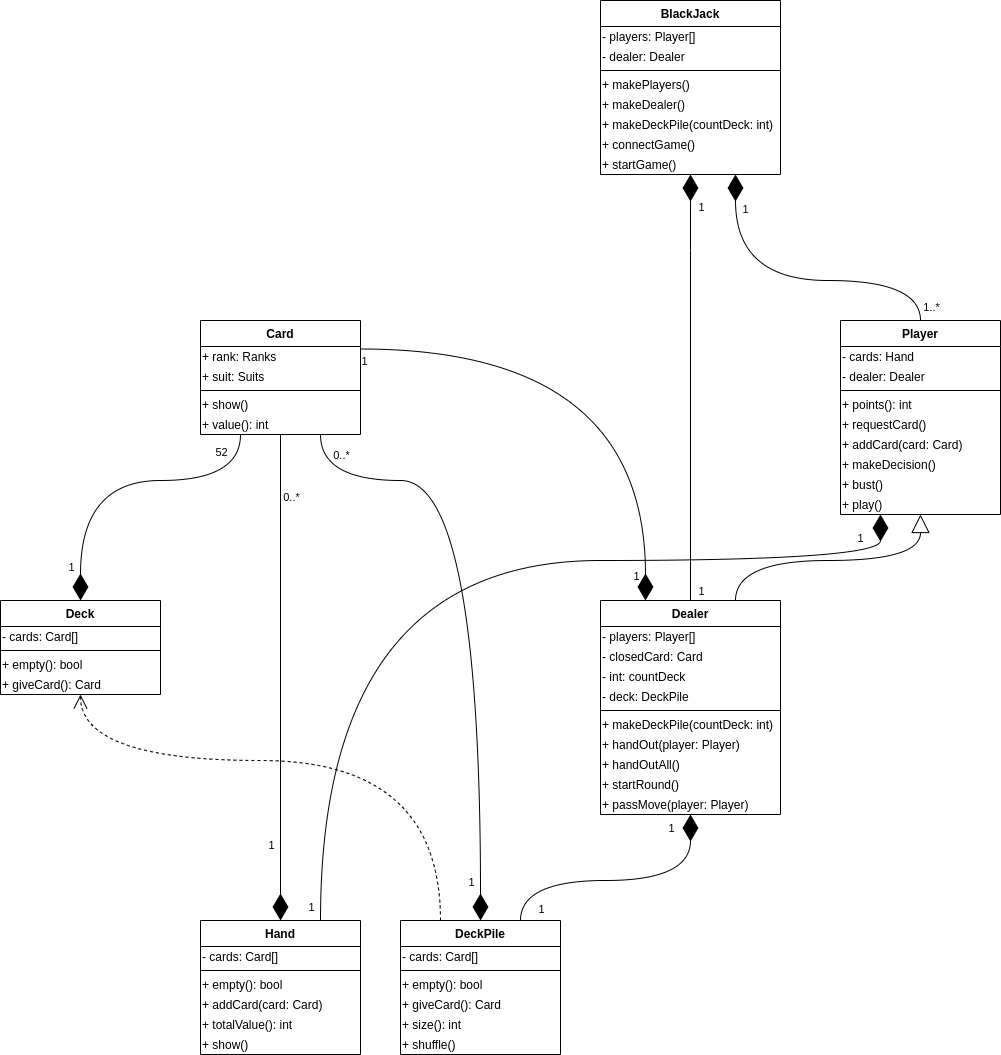 BlackJack
- players: Player[]
- dealer: Dealer
+ makePlayers()
+ makeDealer()
+ makeDeckPile(countDeck: int)
+ connectGame()
+ startGame()
1
1
1..*
Card
+ rank: Ranks
+ suit: Suits
+ show()
+ value(): int
1
52
0..*
0..*
Player
- cards: Hand
- dealer: Dealer
+ points(): int
+ requestCard()
+ addCard(card: Card)
+ makeDecision()
+ bust()
+ play()
1
1
1
1
Deck
- cards: Card[]
+ empty(): bool
+ giveCard(): Card
Dealer
- players: Player[]
- closedCard: Card
- int: countDeck
- deck: DeckPile
+ makeDeckPile(countDeck: int)
+ handOut(player: Player)
+ handOutAll()
+ startRound()
+ passMove(player: Player)
1
1
1
1
1
Hand
- cards: Card[]
+ empty(): bool
+ addCard(card: Card)
+ totalValue(): int
+ show()
DeckPile
- cards: Card[]
+ empty(): bool
+ giveCard(): Card
+ size(): int
+ shuffle()